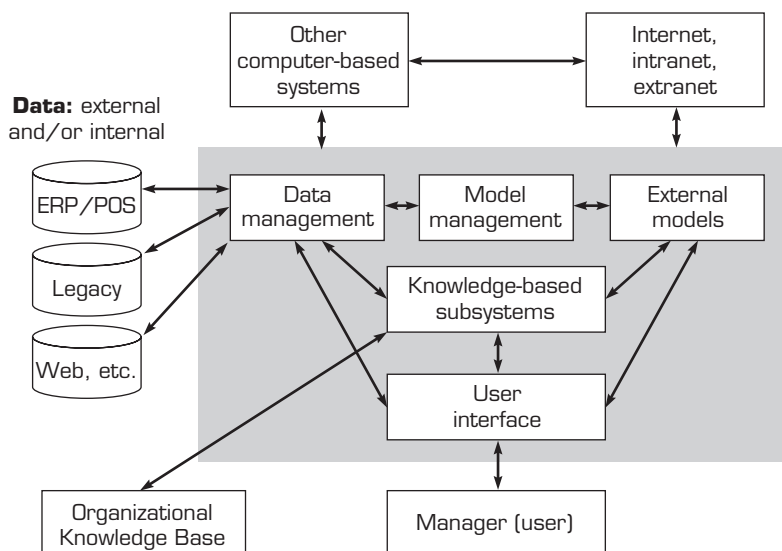 Other
computer-based
systems
Internet,
intranet,
extranet
Data: external
and/or internal
ERP/POS
Legacy
Web, etc.
Data
management
Model
management
External
models
Knowledge-based
subsystems
User
interface
Organizational
Knowledge Base
Manager (user)